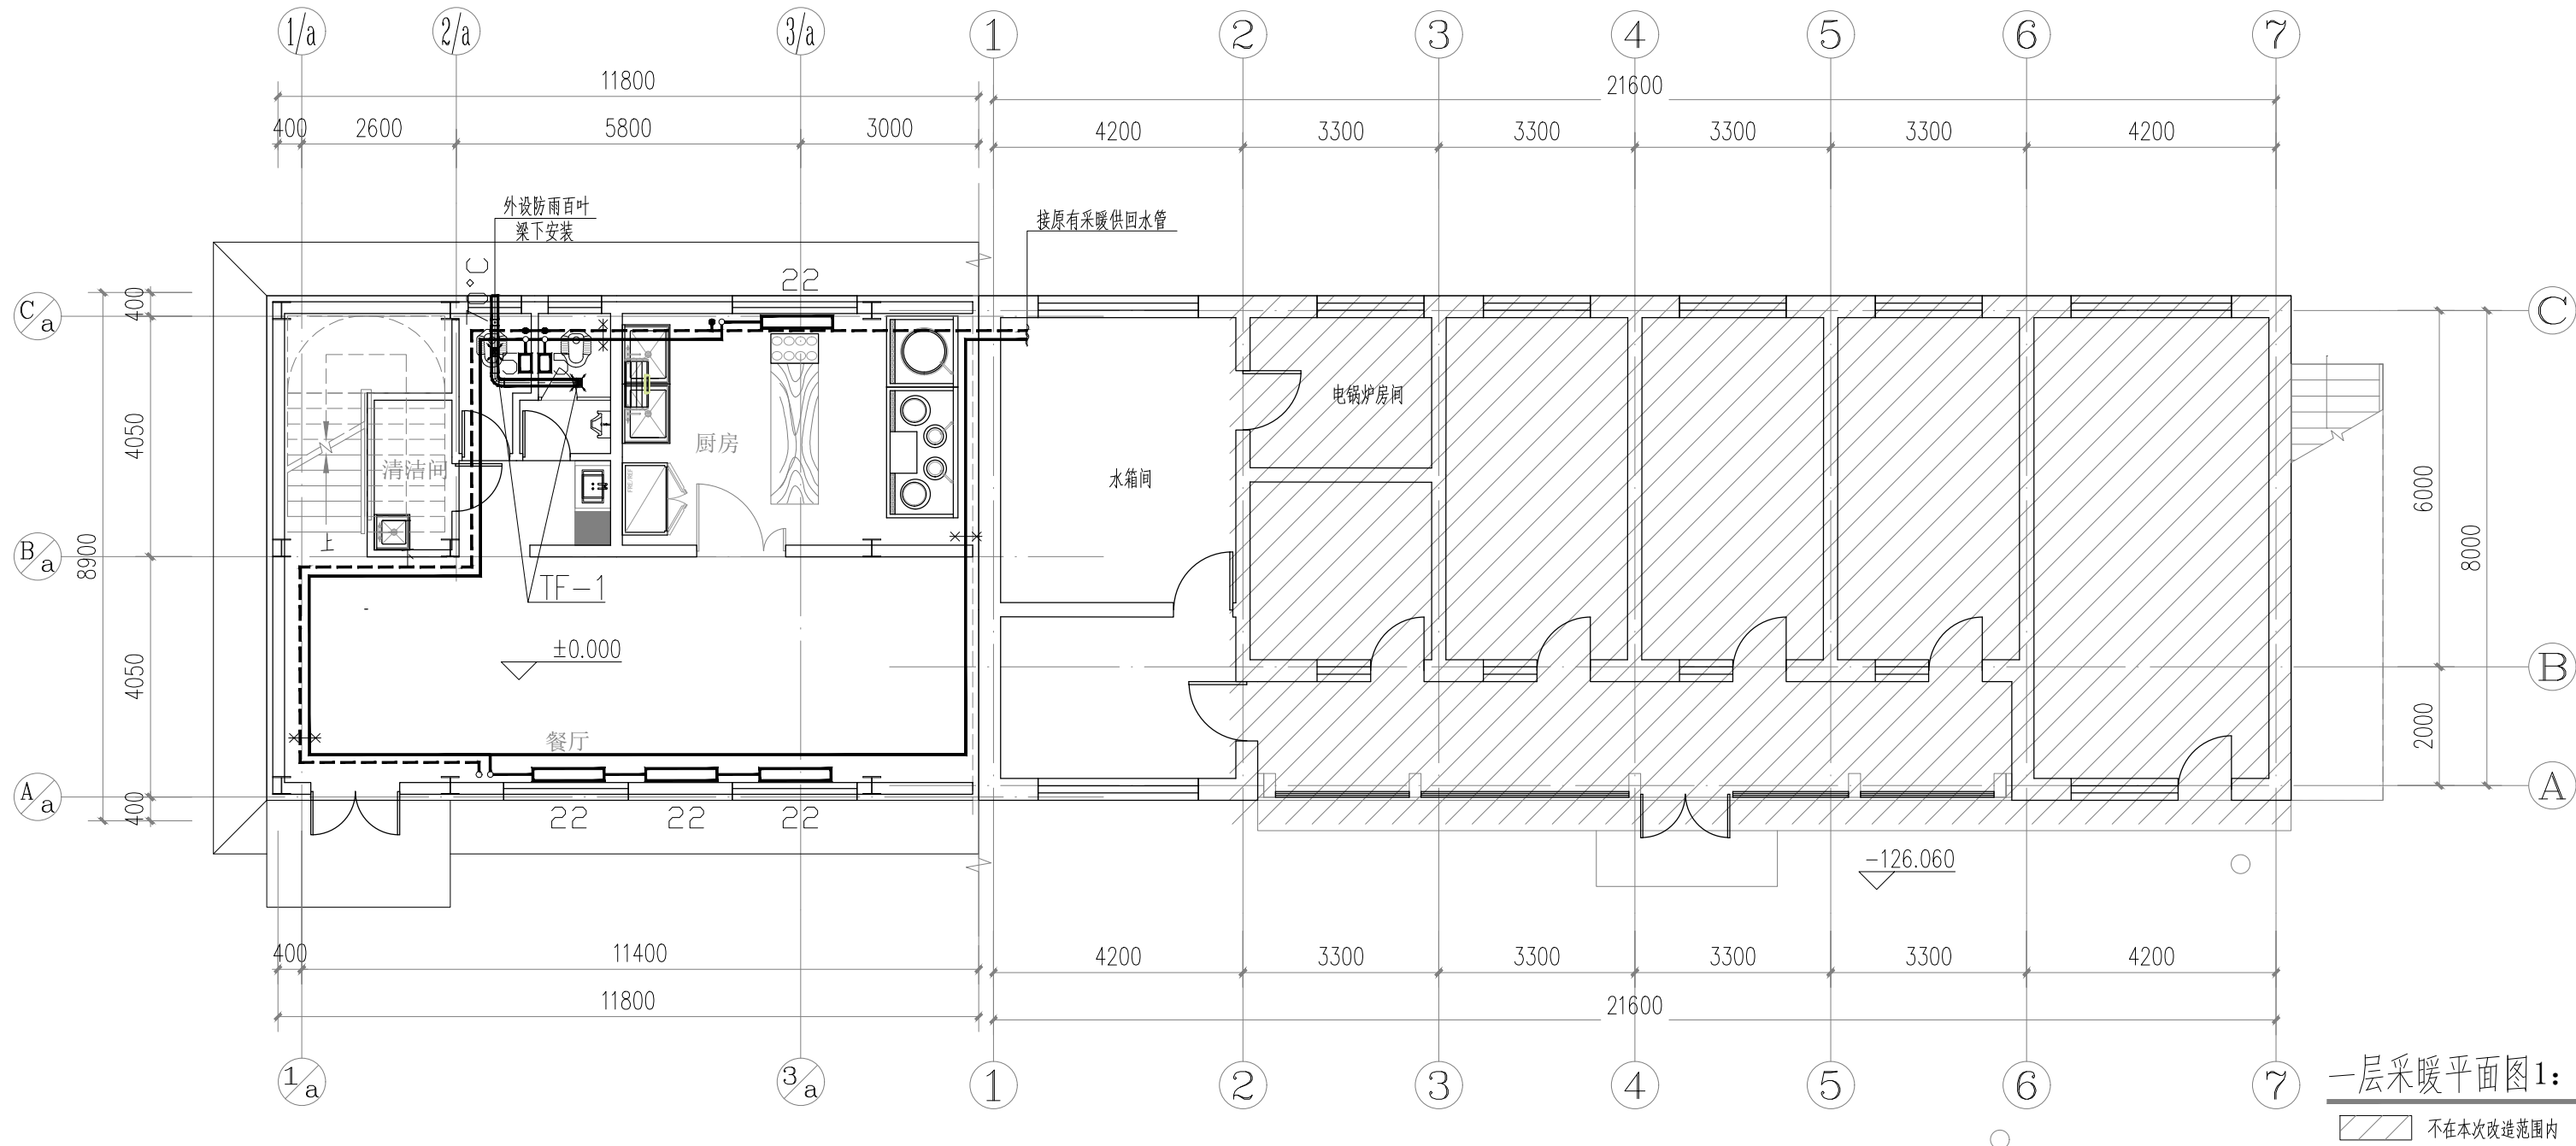 1/a 2/a 3/a 1 2 3 4 5 6 7
11800 21600
400 2600 5800 3000 4200 3300 3300 3300 3300 4200
外设防雨百叶
梁下安装
接原有采暖供回水管
22
C/a
C
400
厨房
电锅炉房间
清洁间
水箱间
4050
6000
上
B/a
8900
8000
TF-1
±0.000
B
4050
2000
餐厅
A/a
A
400
22 22 22
-126.060
400 11400 4200 3300 3300 3300 3300 4200
11800 21600
1/a 3/a 1 2 3 4 5 6 7
一层采暖平面图1:
不在本次改造范围内